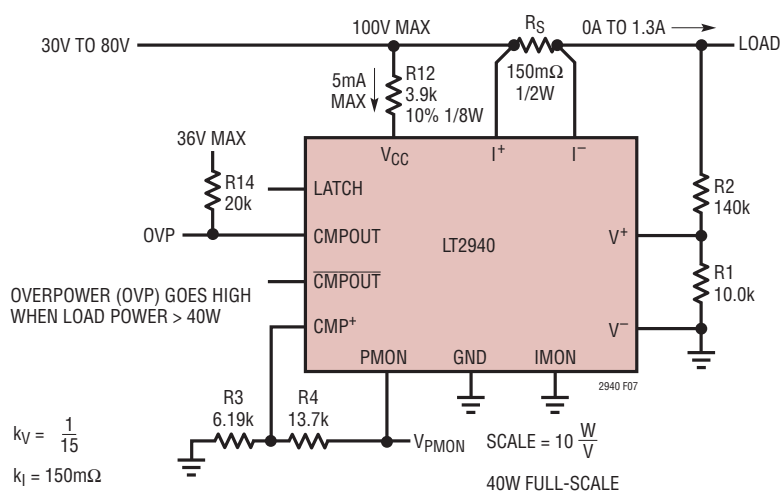 30V TO 80V
100V MAX
RS
0A TO 1.3A
LOAD
5mA
MAX
R12
3.9k
10% 1/8W
150mΩ
1/2W
36V MAX
R14
20k
VCC
I+
I−
LATCH
OVP
CMPOUT
LT2940
V+
R2
140k
CMPOUT
R1
10.0k
OVERPOWER (OVP) GOES HIGH
WHEN LOAD POWER > 40W
CMP+
V−
PMON
GND
IMON
2940 F07
R3
6.19k
R4
13.7k
VPMON
kV = 1/15
kI = 150mΩ
SCALE = 10 W/V
40W FULL-SCALE